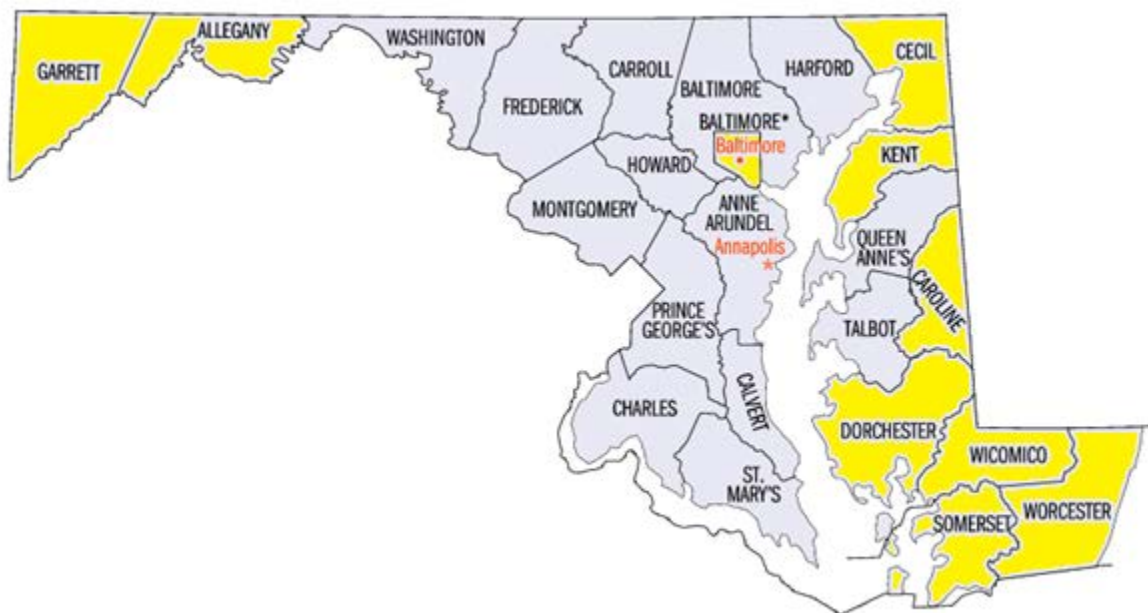 ALLEGANY
WASHINGTON
GARRETT
CARROLL
HARFORD
CECIL
FREDERICK
BALTIMORE
BALTIMORE*
Baltimore
HOWARD
KENT
MONTGOMERY
ANNE
ARUNDEL
Annapolis
*
QUEEN
ANNE'S
CAROLINE
PRINCE
GEORGE'S
TALBOT
CALVERT
CHARLES
DORCHESTER
WICOMICO
ST.
MARY'S
SOMERSET
WORCESTER